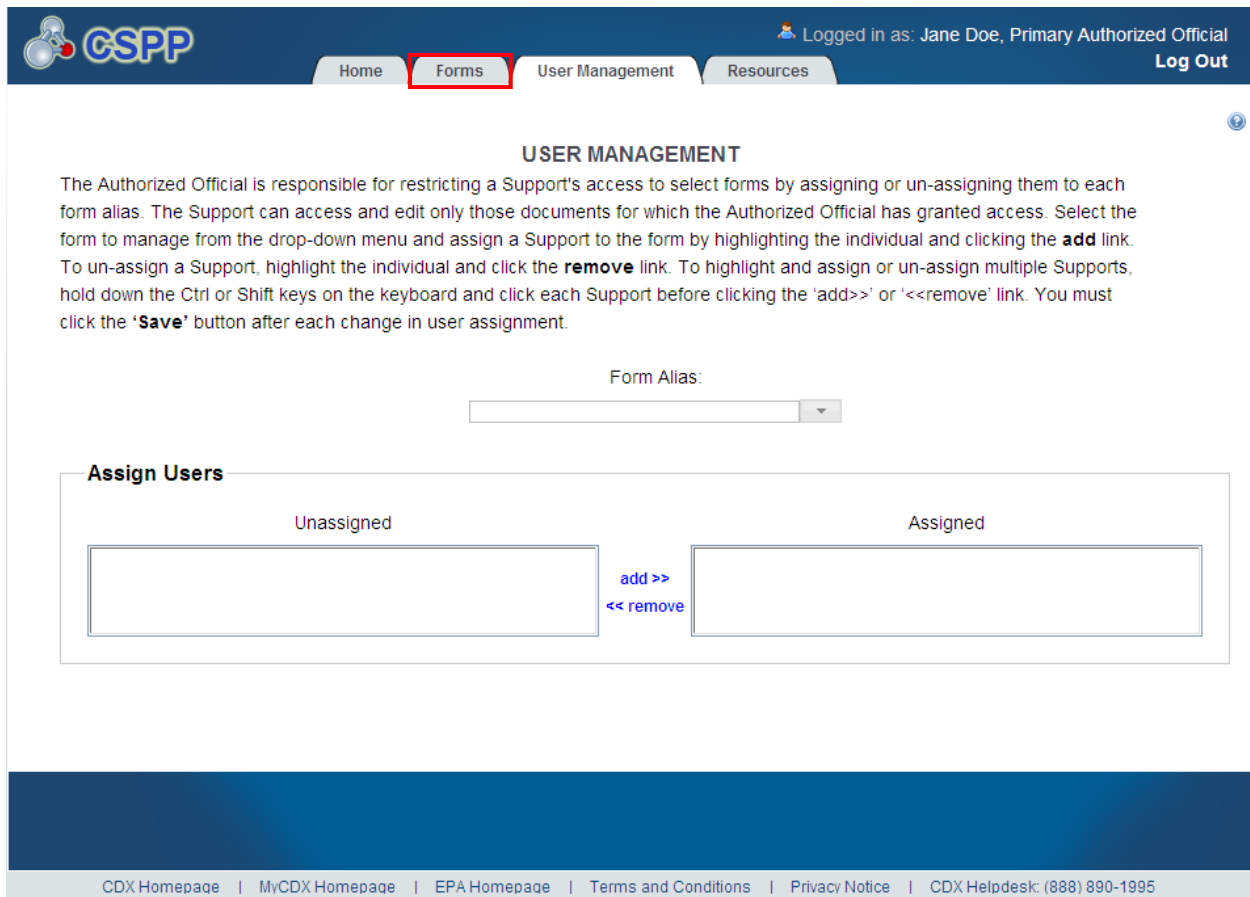 CSPP
Logged in as: Jane Doe, Primary Authorized Official
Log Out
Home Forms User Management Resources
?
USER MANAGEMENT
The Authorized Official is responsible for restricting a Support's access to select forms by assigning or un-assigning them to each
form alias. The Support can access and edit only those documents for which the Authorized Official has granted access. Select the
form to manage from the drop-down menu and assign a Support to the form by highlighting the individual and clicking the add link.
To un-assign a Support, highlight the individual and click the remove link. To highlight and assign or un-assign multiple Supports,
hold down the Ctrl or Shift keys on the keyboard and click each Support before clicking the ‘add>>’ or ‘<<remove’ link. You must
click the ‘Save’ button after each change in user assignment.
Form Alias:
Assign Users
Unassigned Assigned
add >>
<< remove
CDX Homepage | MyCDX Homepage | EPA Homepage | Terms and Conditions | Privacy Notice | CDX Helpdesk: (888) 890-1995